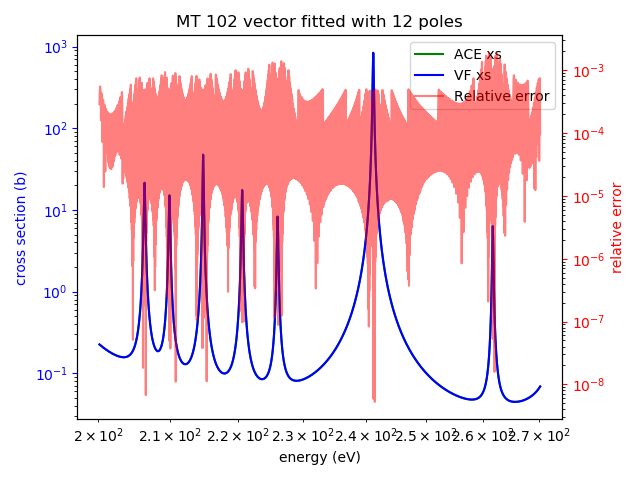 MT 102 vector fitted with 12 poles
10³
10²
10¹
10⁰
10⁻¹
cross section (b)
ACE xs
VF xs
Relative error
10⁻³
10⁻⁴
10⁻⁵
10⁻⁶
10⁻⁷
10⁻⁸
relative error
2 × 10² 2.1 × 10² 2.2 × 10² 2.3 × 10² 2.4 × 10² 2.5 × 10² 2.6 × 10² 2.7 × 10²
energy (eV)